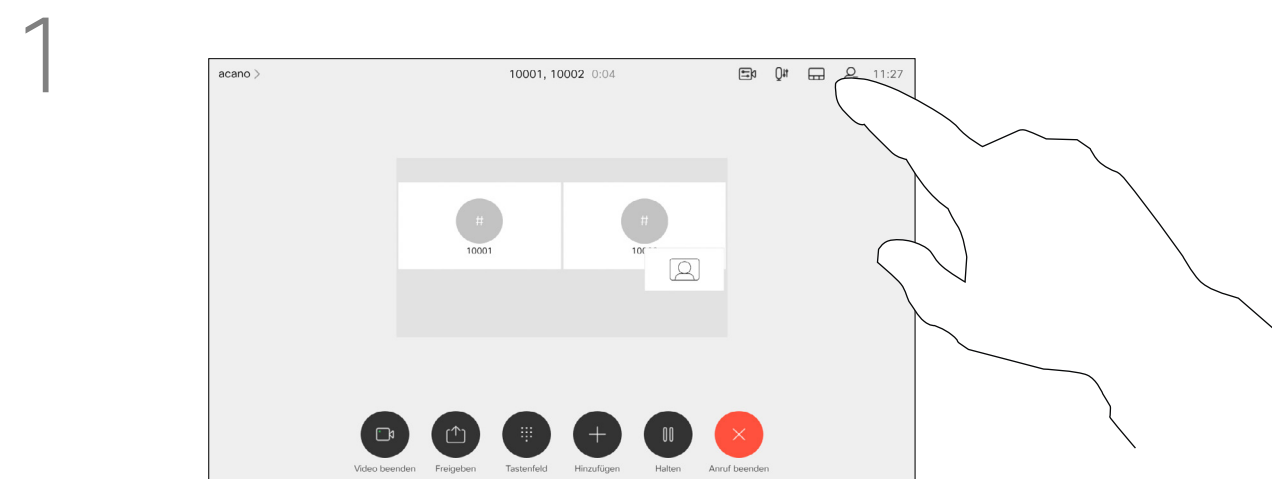 1
acano >
10001, 10002 0:04
11:27
#
#
10001
Video beenden
Freigeben
Tastenfeld
Hinzufügen
Halten
Anruf beenden